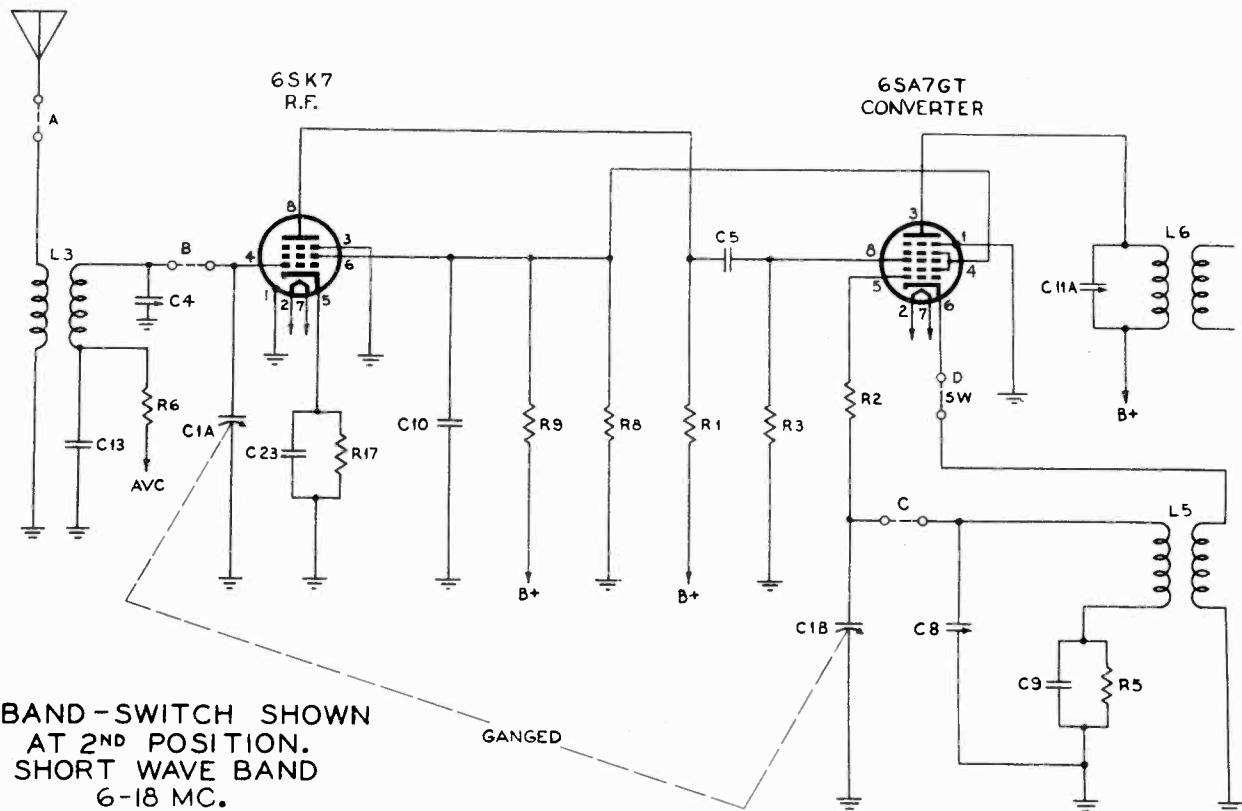 6SK7
R.F.
6SA7GT
CONVERTER
A
8
3
L3
B
4
3
6
C5
8
1
4
L6
5
C4
1
2
7
5
2
7
6
C11A
D
SW
R6
R2
B+
C13
C1A
C10
R9
R8
R1
R3
C23
R17
AVC
C
L5
B+
B+
C1B
C8
C9
R5
BAND-SWITCH SHOWN
AT 2ND POSITION.
SHORT WAVE BAND
6-18 MC.
GANGED